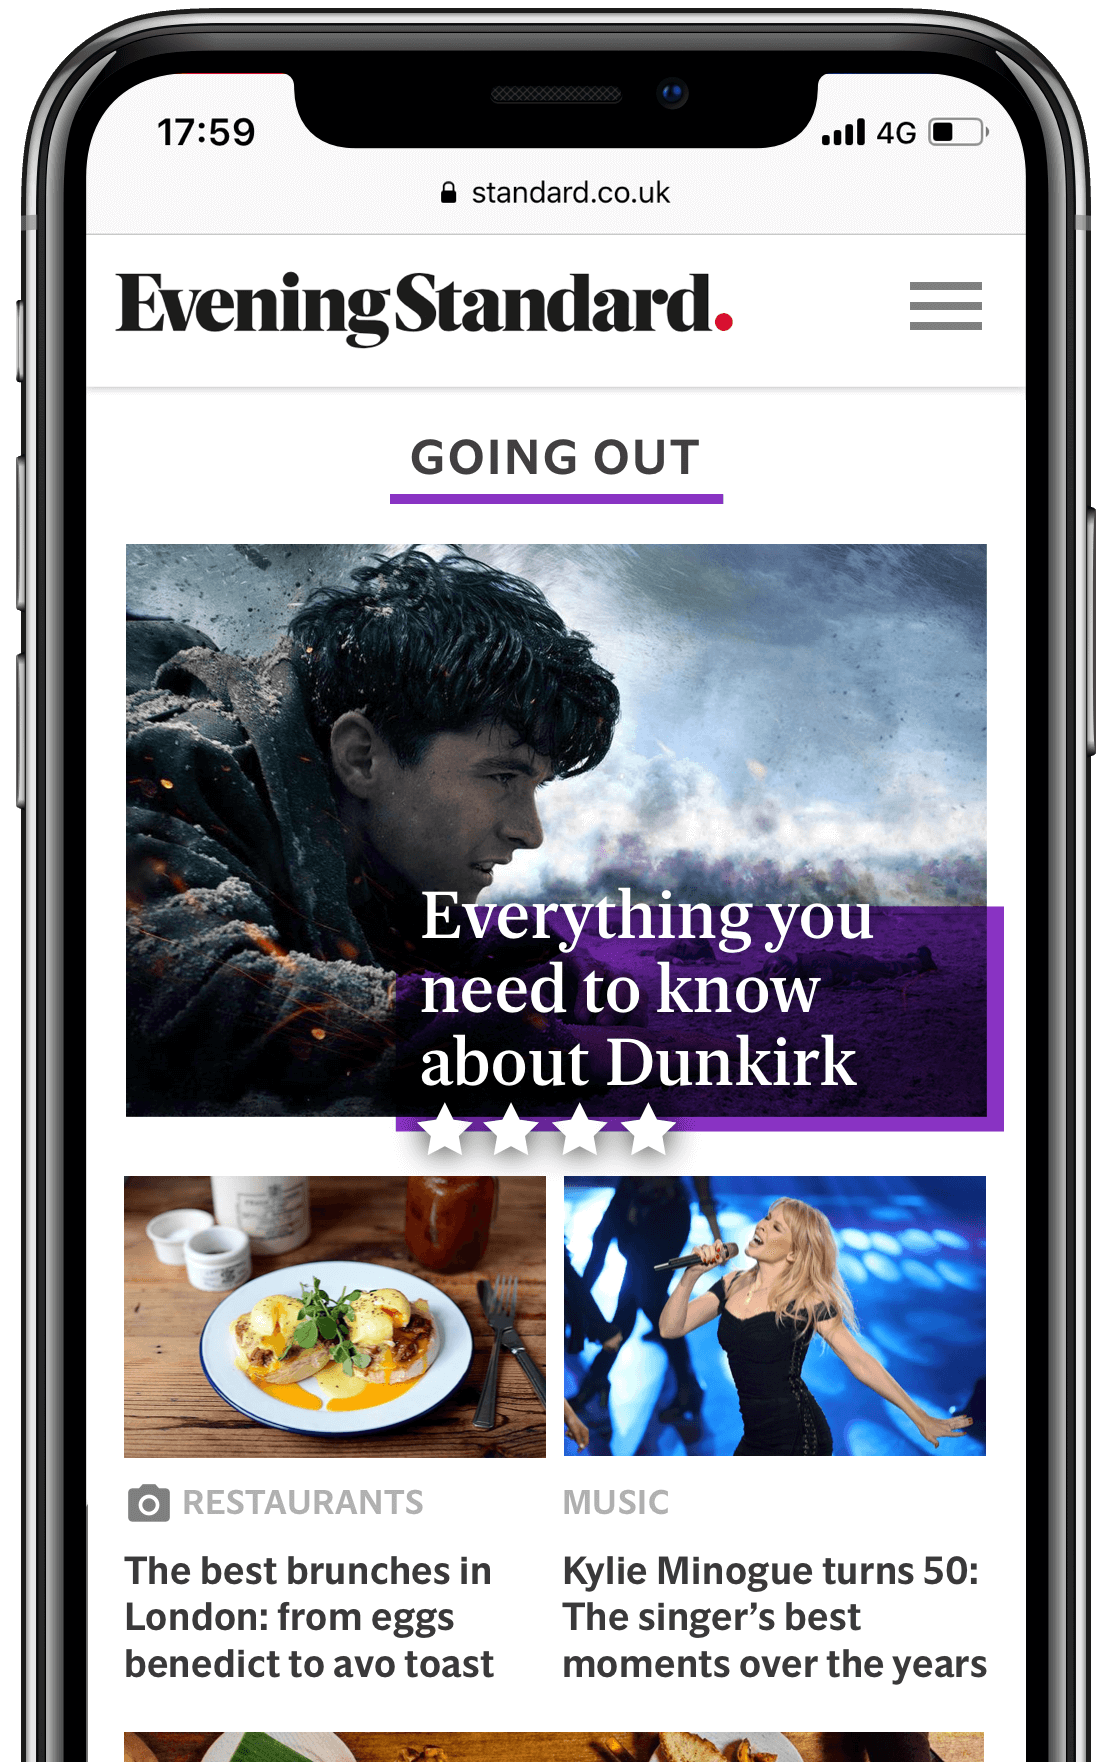 17:59
4G
standard.co.uk
Evening Standard.
GOING OUT
Everything you
need to know
about Dunkirk
RESTAURANTS
The best brunches in
London: from eggs
benedict to avo toast
MUSIC
Kylie Minogue turns 50:
The singer’s best
moments over the years